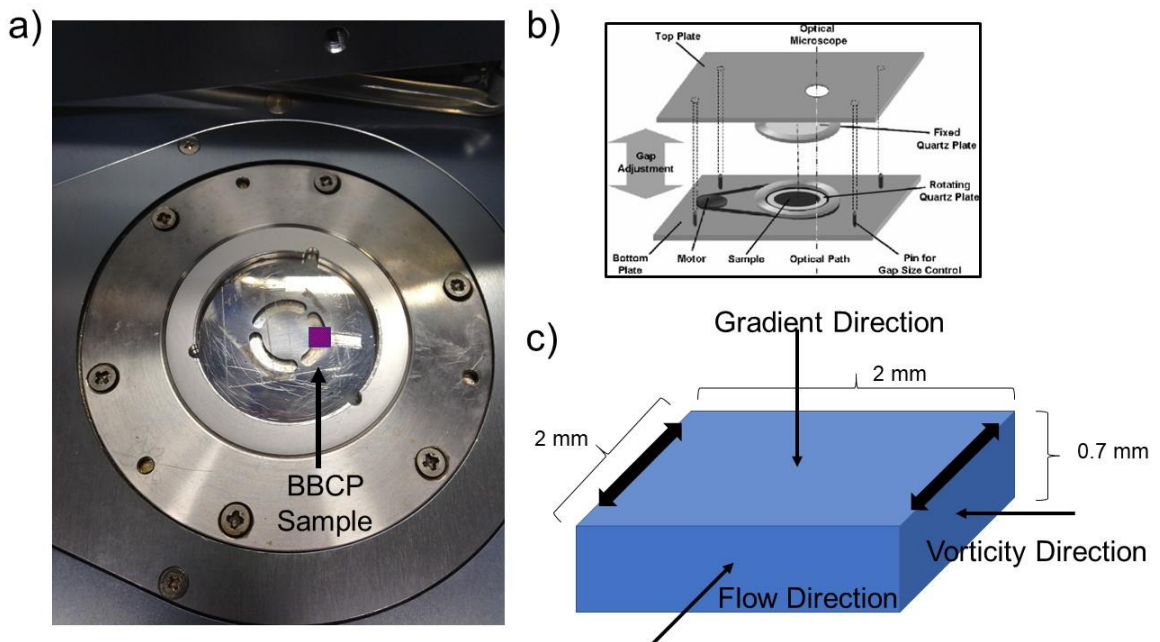 a)
BBCP
Sample
b)
Optical
Microscope
Top Plate
Fixed
Quartz Plate
Gap
Adjustment
Rotating
Quartz Plate
Bottom
Plate
Motor
Sample
Optical Path
Pin for
Gap Size Control
c)
Gradient Direction
2 mm
2 mm
0.7 mm
Vorticity Direction
Flow Direction